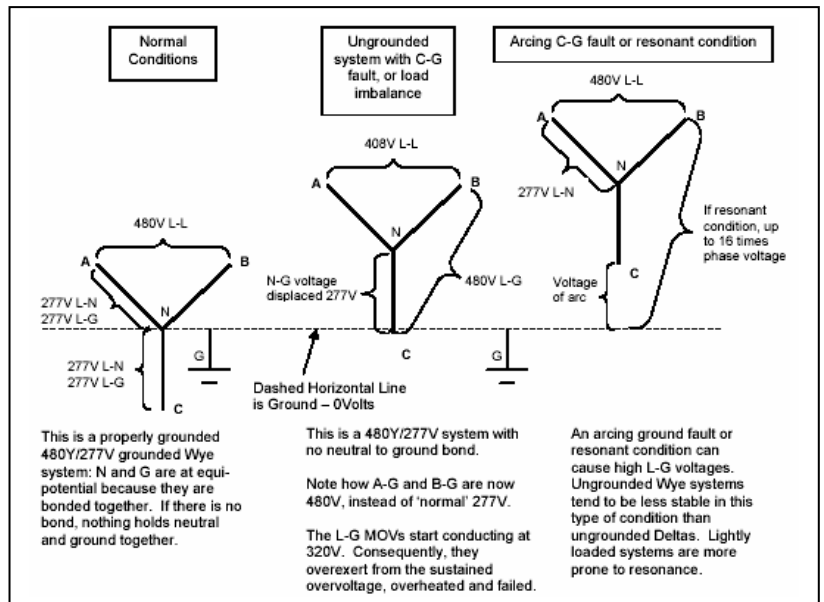 Normal
Conditions
Ungrounded
system with C-G
fault, or load
imbalance
Arcing C-G fault or resonant condition
480V L-L
A
B
N
277V L-N
277V L-G
277V L-N
277V L-G
C
G
408V L-L
A
B
N
N-G voltage
displaced 277V
480V L-G
C
Dashed Horizontal Line
is Ground – 0Volts
G
480V L-L
A
B
N
277V L-N
C
Voltage
of arc
If resonant
condition, up
to 16 times
phase voltage
This is a properly grounded
480Y/277V grounded Wye
system: N and G are at equi-
potential because they are
bonded together. If there is no
bond, nothing holds neutral
and ground together.
This is a 480Y/277V system with
no neutral to ground bond.
Note how A-G and B-G are now
480V, instead of 'normal' 277V.
The L-G MOVs start conducting at
320V. Consequently, they
overexert from the sustained
overvoltage, overheated and failed.
An arcing ground fault or
resonant condition can
cause high L-G voltages.
Ungrounded Wye systems
tend to be less stable in this
type of condition than
ungrounded Deltas. Lightly
loaded systems are more
prone to resonance.